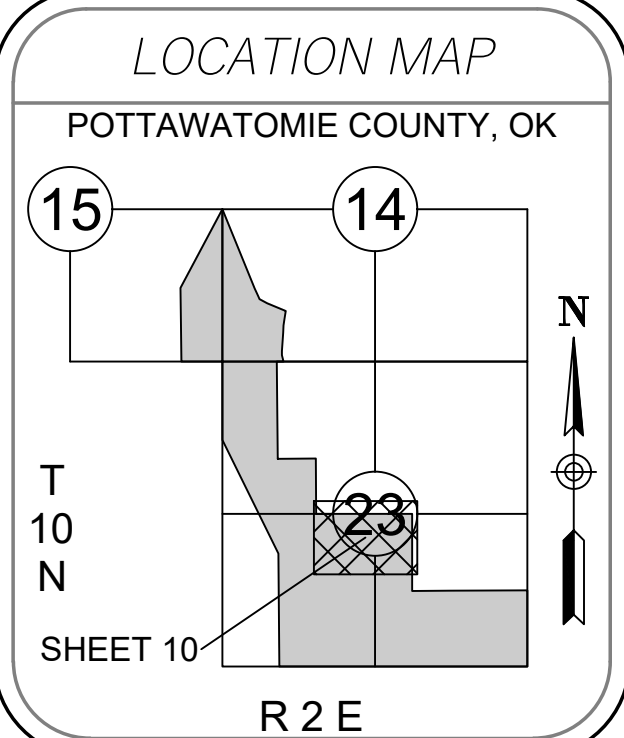 LOCATION MAP
POTTAWATOMIE COUNTY, OK
15
14
N
T
10
N
23
SHEET 10
R 2 E